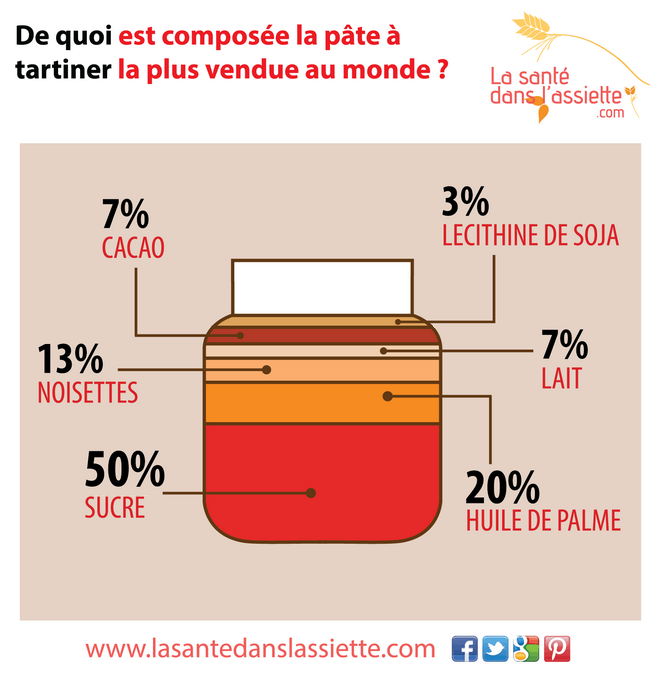 De quoi est composée la pâte à
tartiner la plus vendue au monde ?
La santé
dans l'assiette
.com
7%
CACAO
3%
LECITHINE DE SOJA
13%
NOISETTES
7%
LAIT
50%
SUCRE
20%
HUILE DE PALME
www.lasantedanslassiette.com